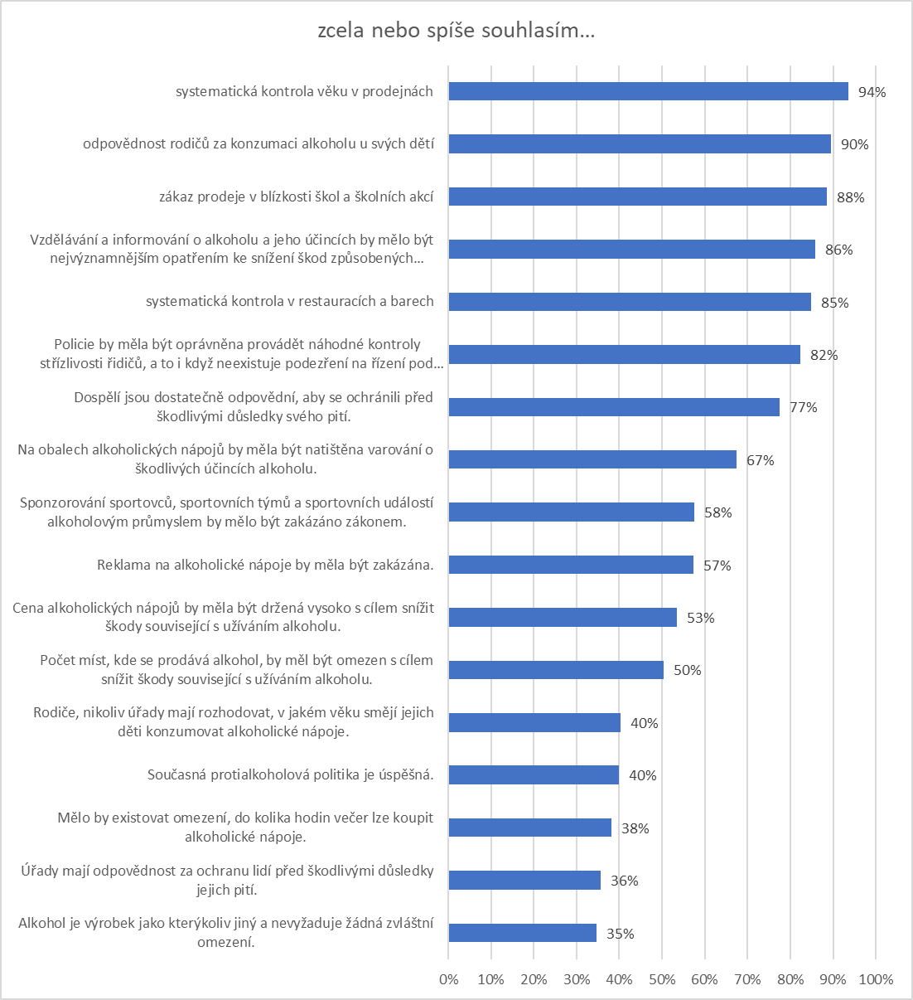 zcela nebo spíše souhlasím...
systematická kontrola věku v prodejnách
94%
odpovědnost rodičů za konzumaci alkoholu u svých dětí
90%
zákaz prodeje v blízkosti škol a školních akcí
88%
Vzdělávání a informování o alkoholu a jeho účincích by mělo být
nejvýznamnějším opatřením ke snížení škod způsobených...
86%
systematická kontrola v restauracích a barech
85%
Policie by měla být oprávněna provádět náhodné kontroly
střízlivosti řidičů, a to i když neexistuje podezření na řízení pod...
82%
Dospělí jsou dostatečně odpovědní, aby se ochránili před
škodlivými důsledky svého pití.
77%
Na obalech alkoholických nápojů by měla být natištěna varování o
škodlivých účincích alkoholu.
67%
Sponzorování sportovců, sportovních týmů a sportovních událostí
alkoholovým průmyslem by mělo být zakázáno zákonem.
58%
Reklama na alkoholické nápoje by měla být zakázána.
57%
Cena alkoholických nápojů by měla být držená vysoko s cílem snížit
škody související s užíváním alkoholu.
53%
Počet míst, kde se prodává alkohol, by měl být omezen s cílem
snížit škody související s užíváním alkoholu.
50%
Rodiče, nikoliv úřady mají rozhodovat, v jakém věku smějí jejich
děti konzumovat alkoholické nápoje.
40%
Současná protialkoholová politika je úspěšná.
40%
Mělo by existovat omezení, do kolika hodin večer lze koupit
alkoholické nápoje.
38%
Úřady mají odpovědnost za ochranu lidí před škodlivými důsledky
jejich pití.
36%
Alkohol je výrobek jako kterýkoliv jiný a nevyžaduje žádná zvláštní
omezení.
35%
0% 10% 20% 30% 40% 50% 60% 70% 80% 90% 100%